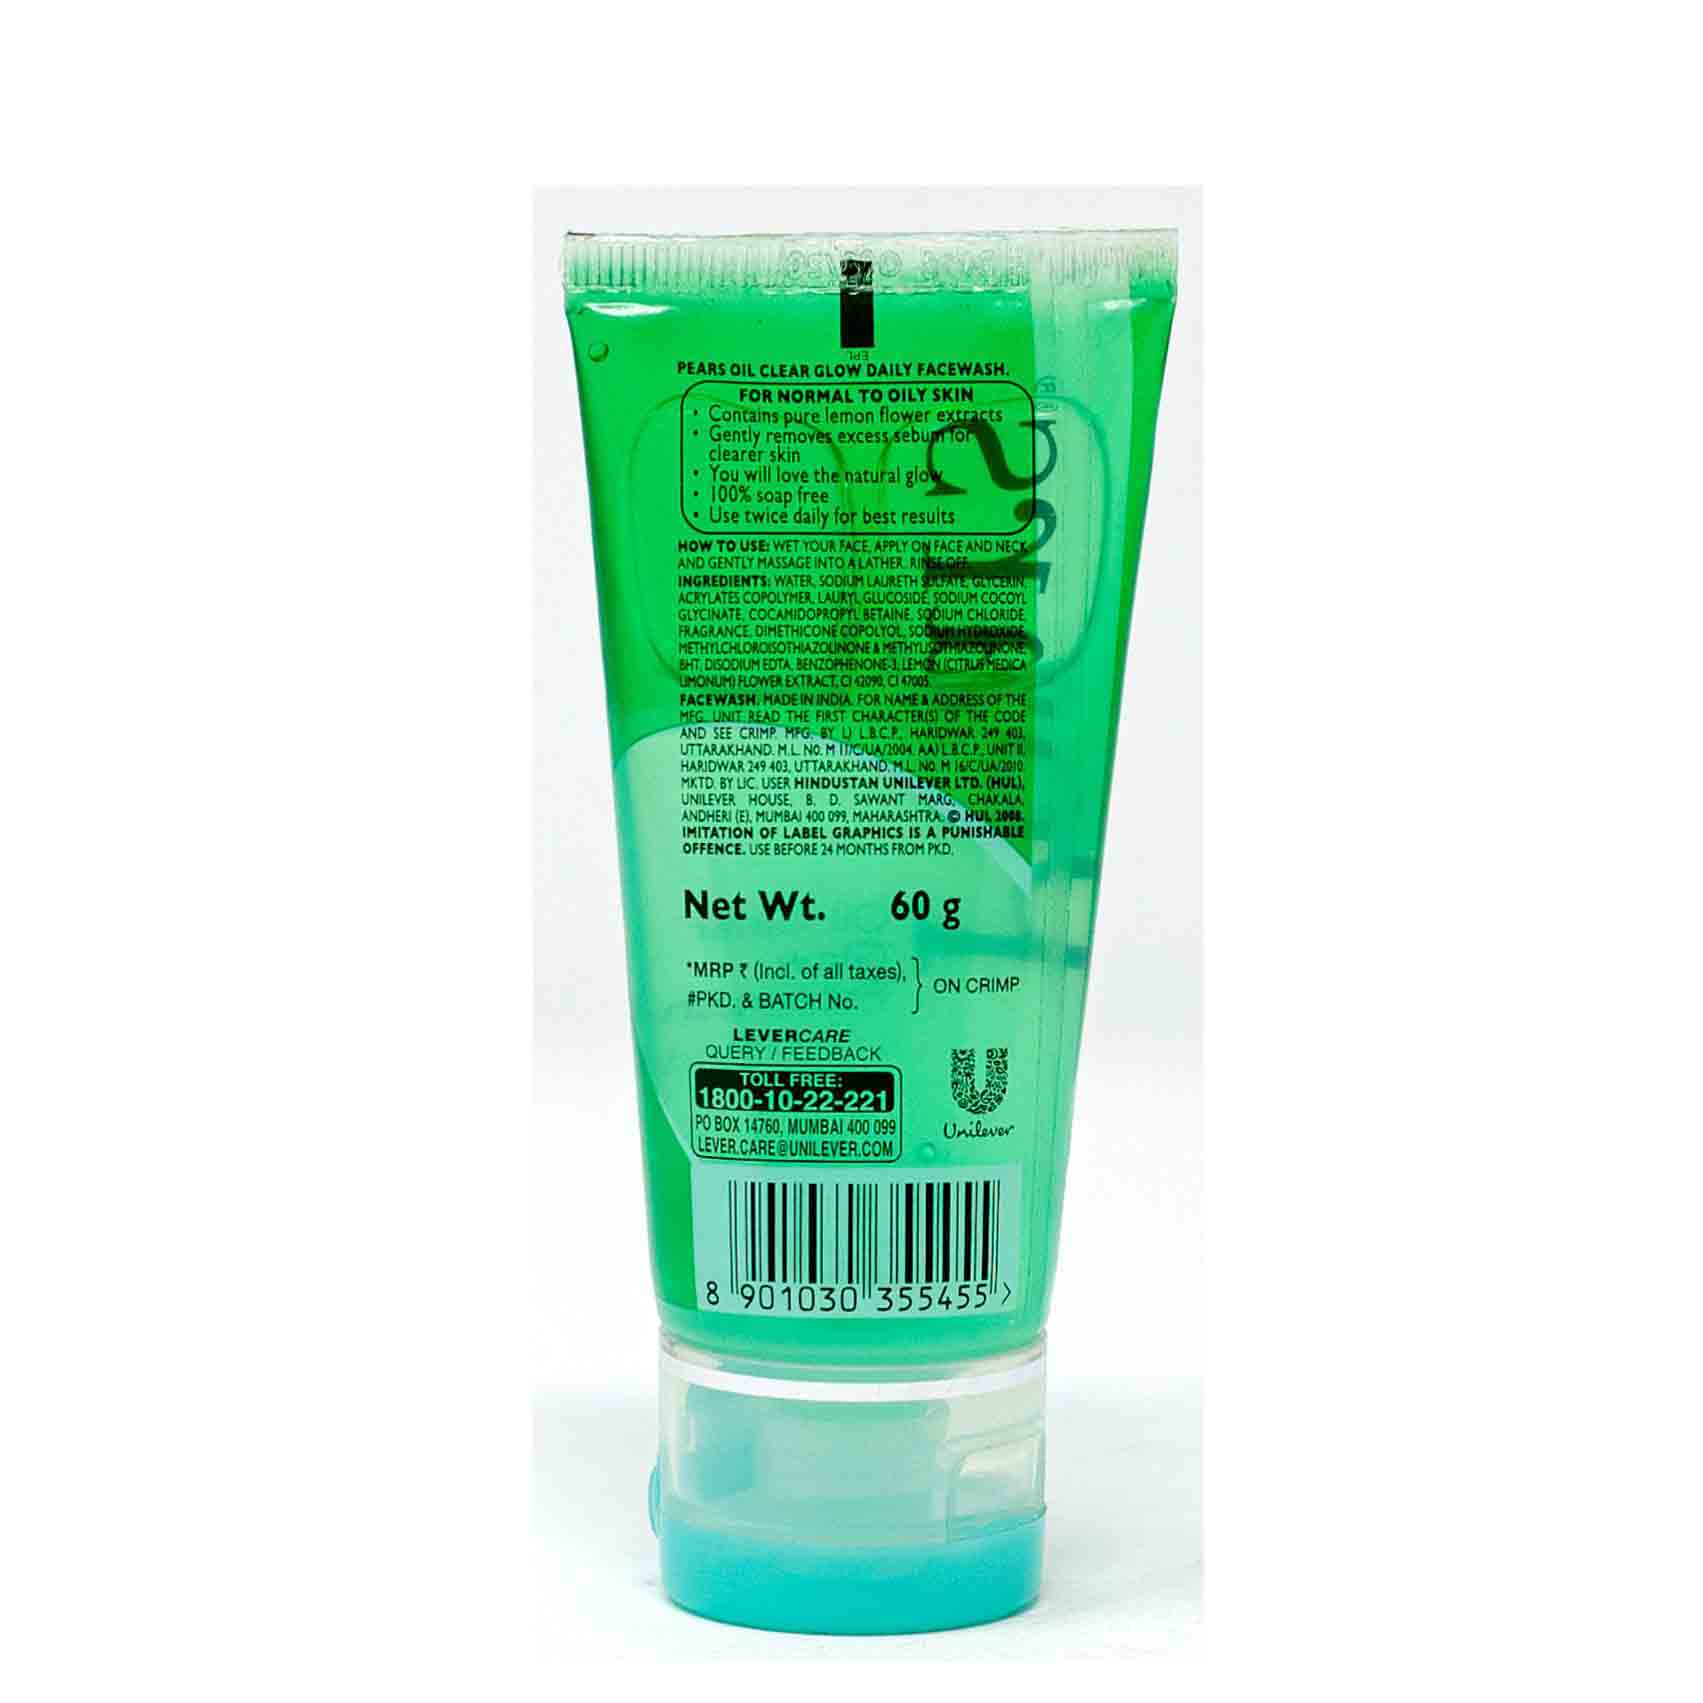 EPL
PEARS OIL CLEAR GLOW DAILY FACEWASH.
FOR NORMAL TO OILY SKIN
• Contains pure lemon flower extracts
• Gently removes excess sebum for
clearer skin
• You will love the natural glow
• 100% soap free
• Use twice daily for best results
HOW TO USE: WET YOUR FACE, APPLY ON FACE AND NECK
AND GENTLY MASSAGE INTO A LATHER. RINSE OFF.
INGREDIENTS: WATER, SODIUM LAURETH SULFATE, GLYCERIN,
ACRYLATES COPOLYMER, LAURYL GLUCOSIDE, SODIUM COCOYL
GLYCINATE, COCAMIDOPROPYL BETAINE, SODIUM CHLORIDE,
FRAGRANCE, DIMETHICONE COPOLYOL, SODIUM HYDROXIDE,
METHYLCHLOROISOTHIAZOLINONE & METHYLISOTHIAZOLINONE,
BHT, DISODIUM EDTA, BENZOPHENONE-3, LEMON (CITRUS MEDICA
LIMONUM) FLOWER EXTRACT, CI 42090, CI 47005.
FACEWASH. MADE IN INDIA. FOR NAME & ADDRESS OF THE
MFG. UNIT READ THE FIRST CHARACTER(S) OF THE CODE
AND SEE CRIMP. MFG. BY L) L.B.C.P., HARIDWAR 249 403,
UTTARAKHAND. M.L. NO. M 11/C/UA/2004. AA) L.B.C.P., UNIT II,
HARIDWAR 249 403, UTTARAKHAND. M.L. NO. M 16/C/UA/2010.
MKTD. BY LIC. USER HINDUSTAN UNILEVER LTD. (HUL),
UNILEVER HOUSE, B. D. SAWANT MARG, CHAKALA,
ANDHERI (E), MUMBAI 400 099, MAHARASHTRA. © HUL 2008.
IMITATION OF LABEL GRAPHICS IS A PUNISHABLE
OFFENCE. USE BEFORE 24 MONTHS FROM PKD.
Net Wt. 60 g
*MRP ₹ (Incl. of all taxes),
#PKD. & BATCH No.
ON CRIMP
LEVERCARE
QUERY / FEEDBACK
TOLL FREE:
1800-10-22-221
PO BOX 14760, MUMBAI 400 099
LEVER.CARE@UNILEVER.COM
Unilever
8 901030 355455 >